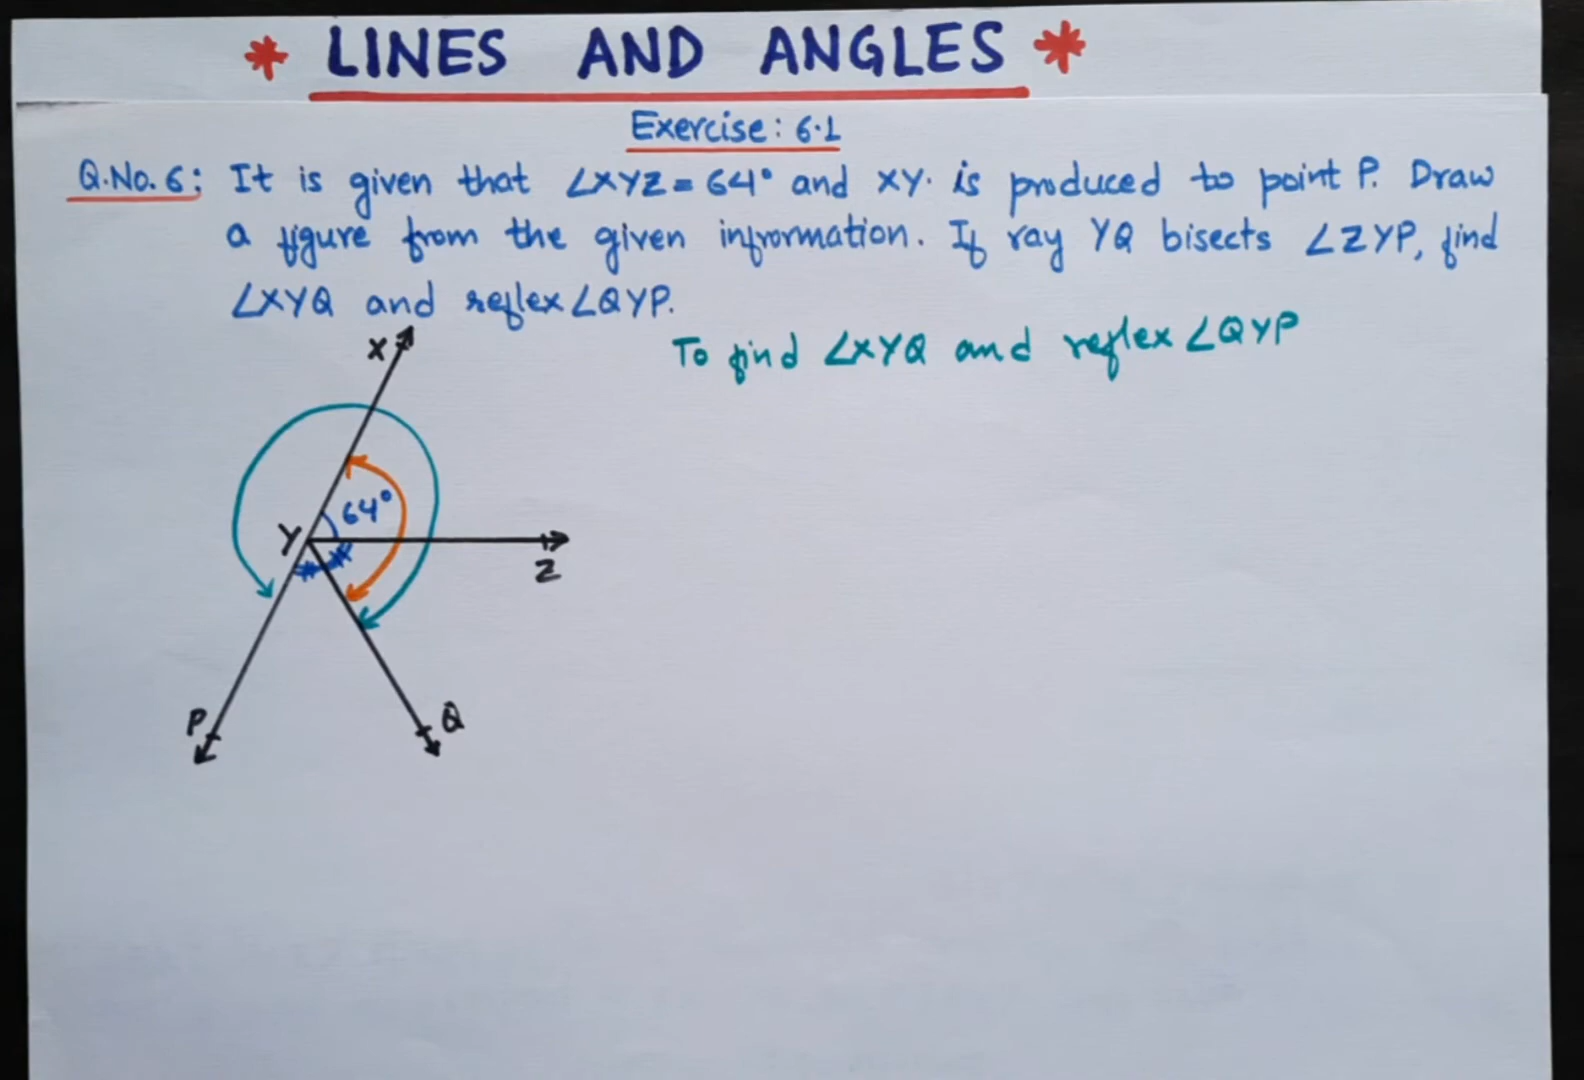 * LINES AND ANGLES *
Exercise: 6.1
Q.No. 6: It is given that ∠XYZ = 64° and XY. is produced to point P. Draw
a figure from the given information. If ray YQ bisects ∠ZYP, find
∠XYQ and reflex ∠QYP.
To find ∠XYQ and reflex ∠QYP
X
64°
Y
Z
P
Q